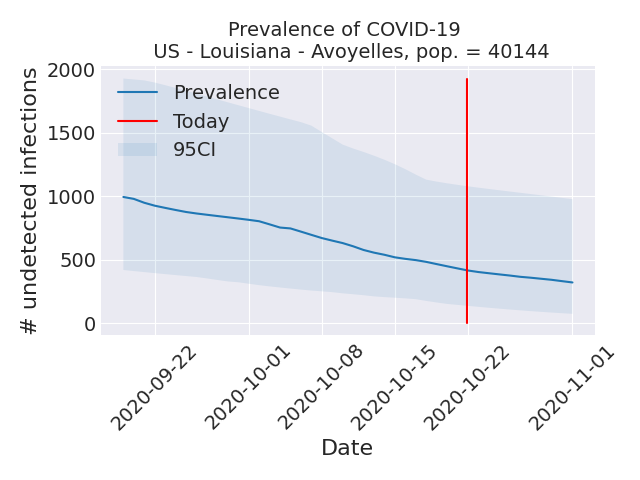 Prevalence of COVID-19
US - Louisiana - Avoyelles, pop. = 40144
# undetected infections
2000
1500
1000
500
0
Prevalence
Today
95CI
2020-09-22
2020-10-01
2020-10-08
2020-10-15
2020-10-22
2020-11-01
Date